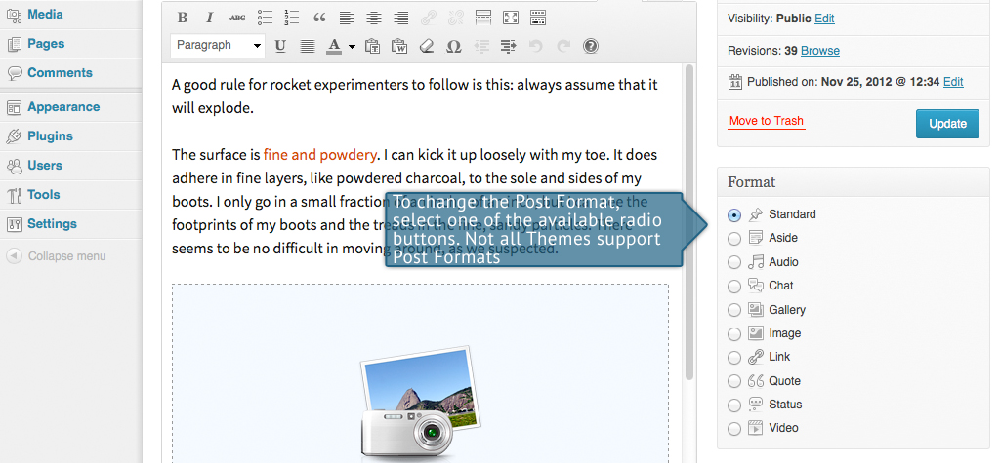 Media
Pages
Comments
Appearance
Plugins
Users
Tools
Settings
Collapse menu
B I ABC
Paragraph U A
A good rule for rocket experimenters to follow is this: always assume that it
will explode.
The surface is fine and powdery. I can kick it up loosely with my toe. It does
adhere in fine layers, like powdered charcoal, to the sole and sides of my
boots. I only go in a small fraction the
footprints of my boots and the treads in the fine, sandy particles. There
seems to be no difficult in moving around, as we suspected.
To change the Post Format,
select one of the available radio
buttons. Not all Themes support
Post Formats
Visibility: Public Edit
Revisions: 39 Browse
Published on: Nov 25, 2012 @ 12:34 Edit
Move to Trash
Update
Format
Standard
Aside
Audio
Chat
Gallery
Image
Link
Quote
Status
Video